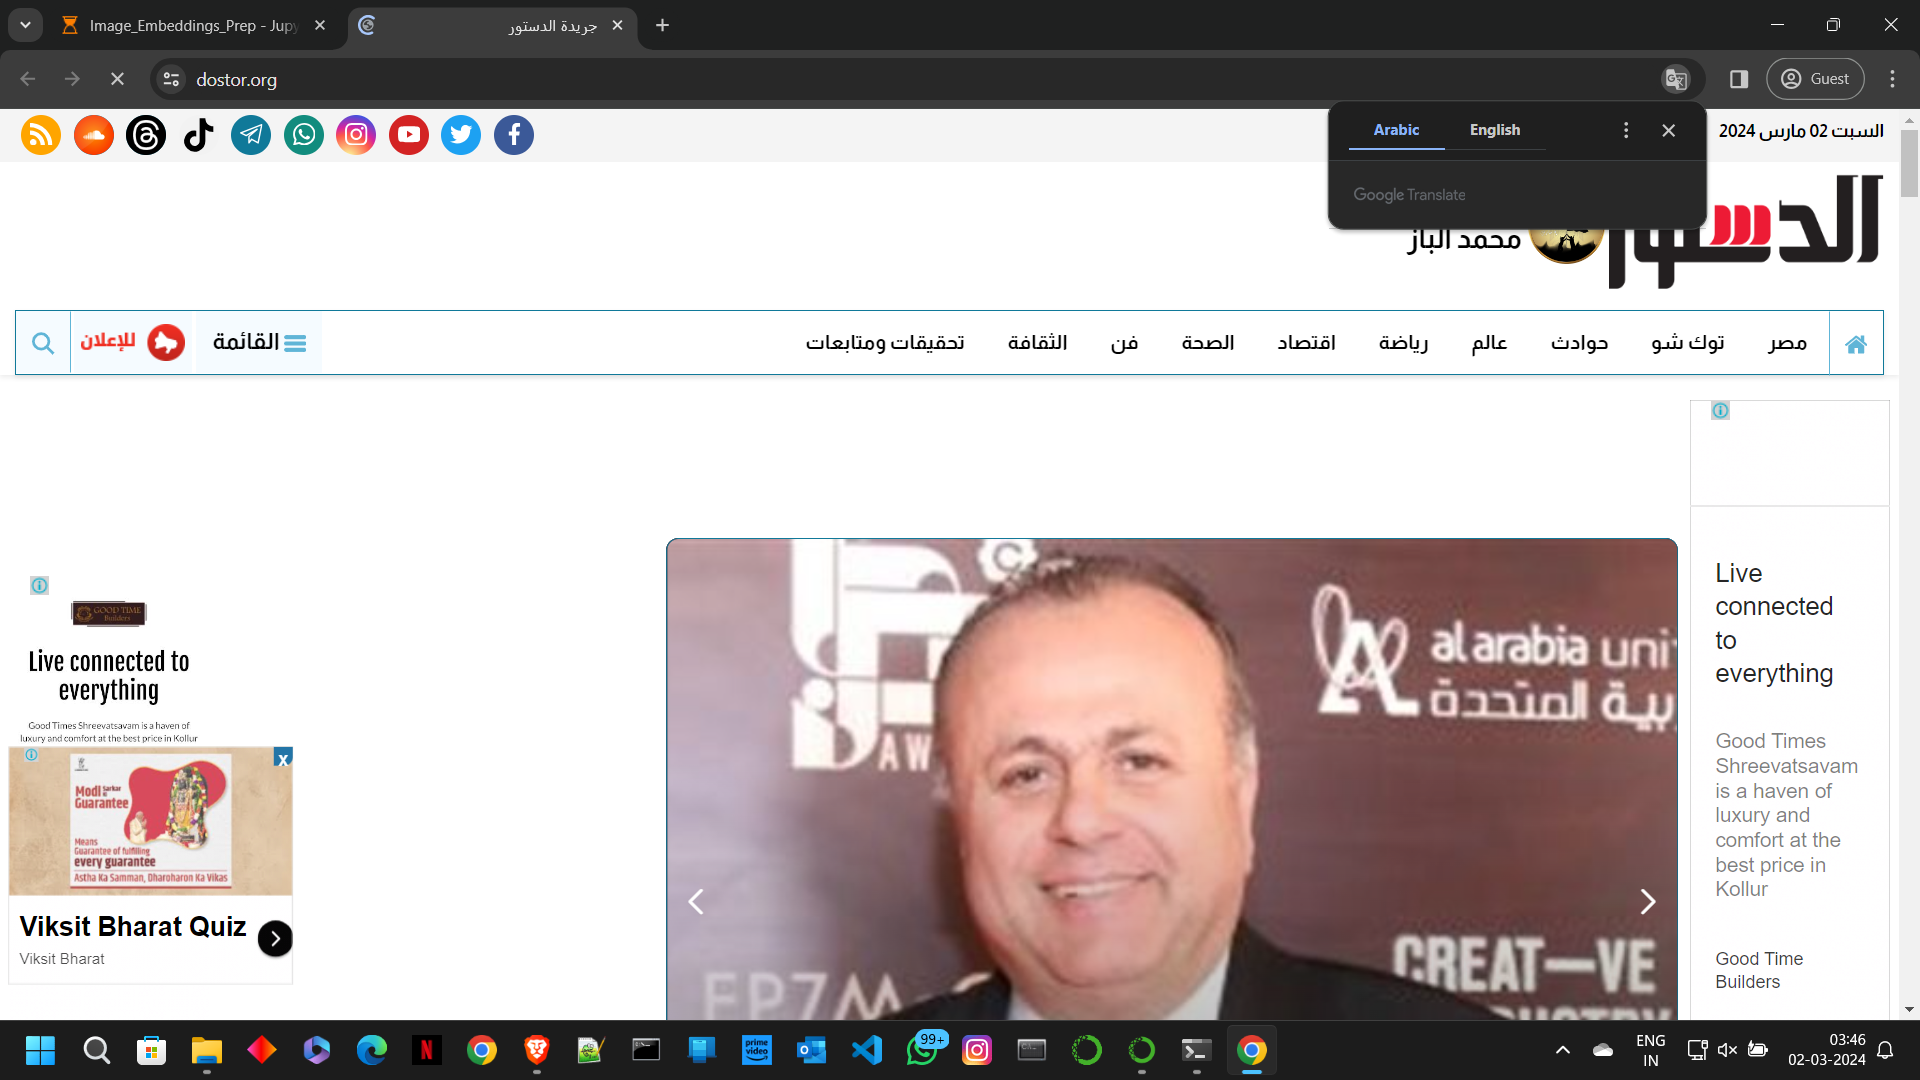 Image_Embeddings_Prep - Jupy
جريدة الدستور
dostor.org
Guest
Arabic English
Google Translate
السبت 02 مارس 2024
الدستور
محمد الباز
مصر
توك شو
حوادث
عالم
رياضة
اقتصاد
الصحة
فن
الثقافة
تحقيقات ومتابعات
القائمة
للإعلان
GOOD TIME
Builders
Live connected to
everything
Good Times Shreevatsavam is a haven of
luxury and comfort at the best price in Kollur
x
Modi Sarkar Ki
Guarantee
Means
Guarantee of fulfilling
every guarantee
Astha Ka Samman, Dharoharon Ka Vikas
Viksit Bharat Quiz
Viksit Bharat
AW
al arabia uni
بية المتحدة
CREAT—VE
Live
connected
to
everything
Good Times
Shreevatsavam
is a haven of
luxury and
comfort at the
best price in
Kollur
Good Time
Builders
prime
video
99+
ENG
IN
03:46
02-03-2024